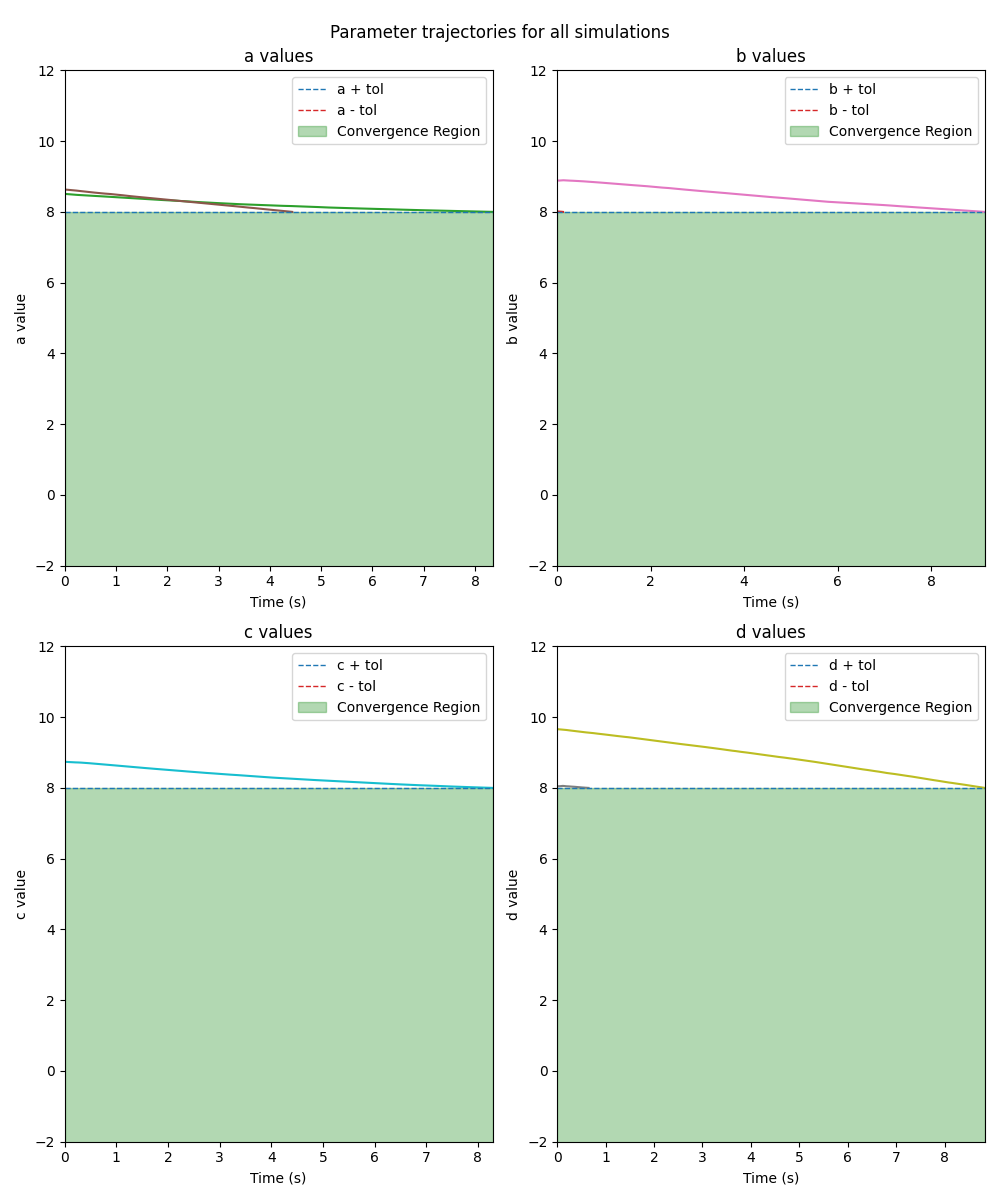 Parameter trajectories for all simulations
a values
12
10
8
6
4
2
0
−2
a value
a + tol
a - tol
Convergence Region
0 1 2 3 4 5 6 7 8
Time (s)
b values
12
10
8
6
4
2
0
−2
b value
b + tol
b - tol
Convergence Region
0 2 4 6 8
Time (s)
c values
12
10
8
6
4
2
0
−2
c value
c + tol
c - tol
Convergence Region
0 1 2 3 4 5 6 7 8
Time (s)
d values
12
10
8
6
4
2
0
−2
d value
d + tol
d - tol
Convergence Region
0 1 2 3 4 5 6 7 8
Time (s)